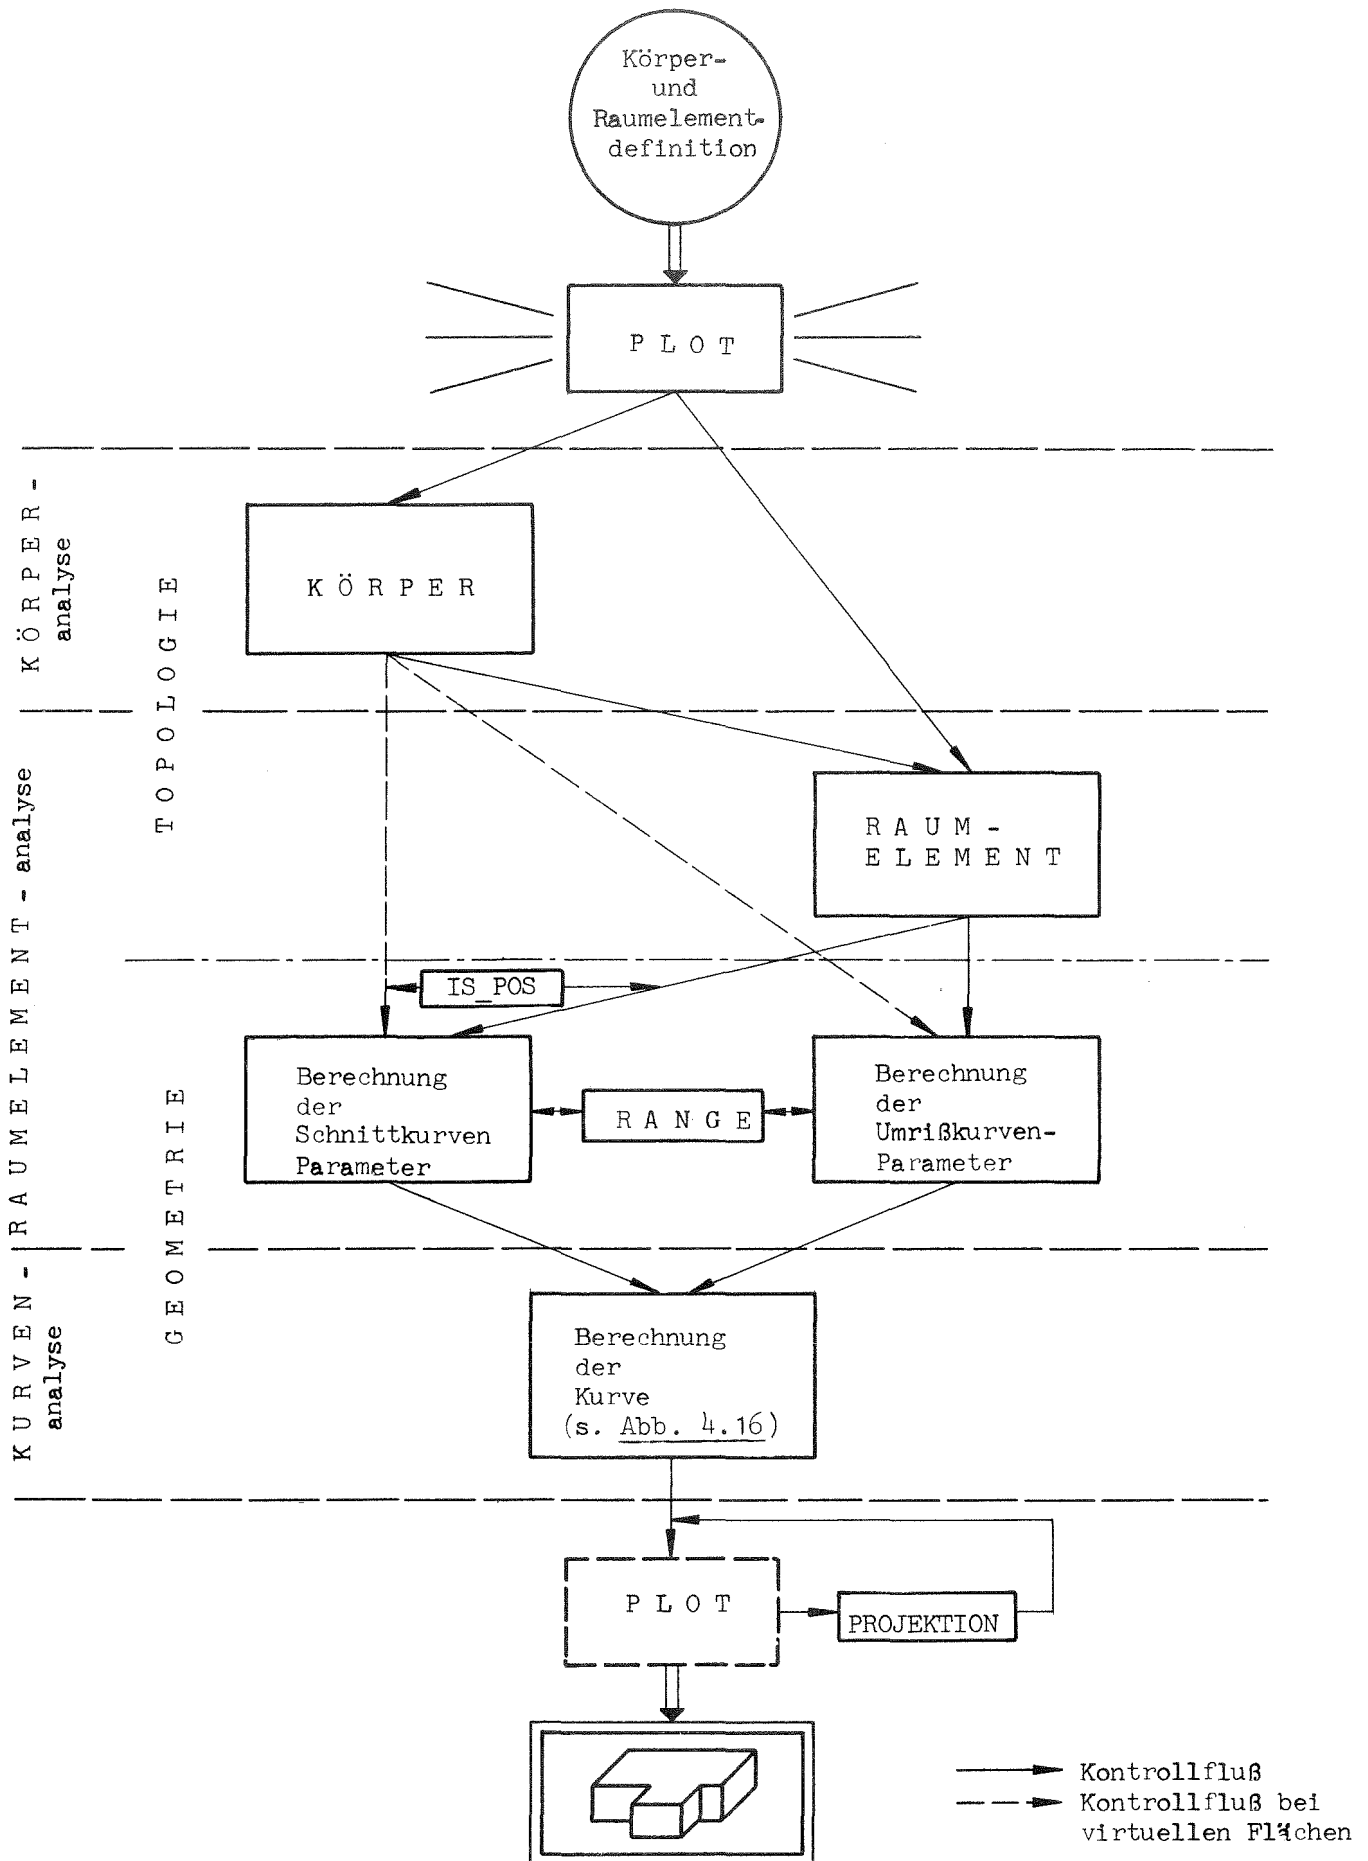 Körper-
und
Raumelement-
definition
P L O T
K Ö R P E R -
analyse
T O P O L O G I E
K Ö R P E R
R A U M E L E M E N T - analyse
R A U M -
E L E M E N T
IS_POS
G E O M E T R I E
Berechnung
der
Schnittkurven
Parameter
R A N G E
Berechnung
der
Umrißkurven-
Parameter
K U R V E N -
analyse
Berechnung
der
Kurve
(s. Abb. 4.16)
P L O T
PROJEKTION
Kontrollfluß
Kontrollfluß bei
virtuellen Flächen